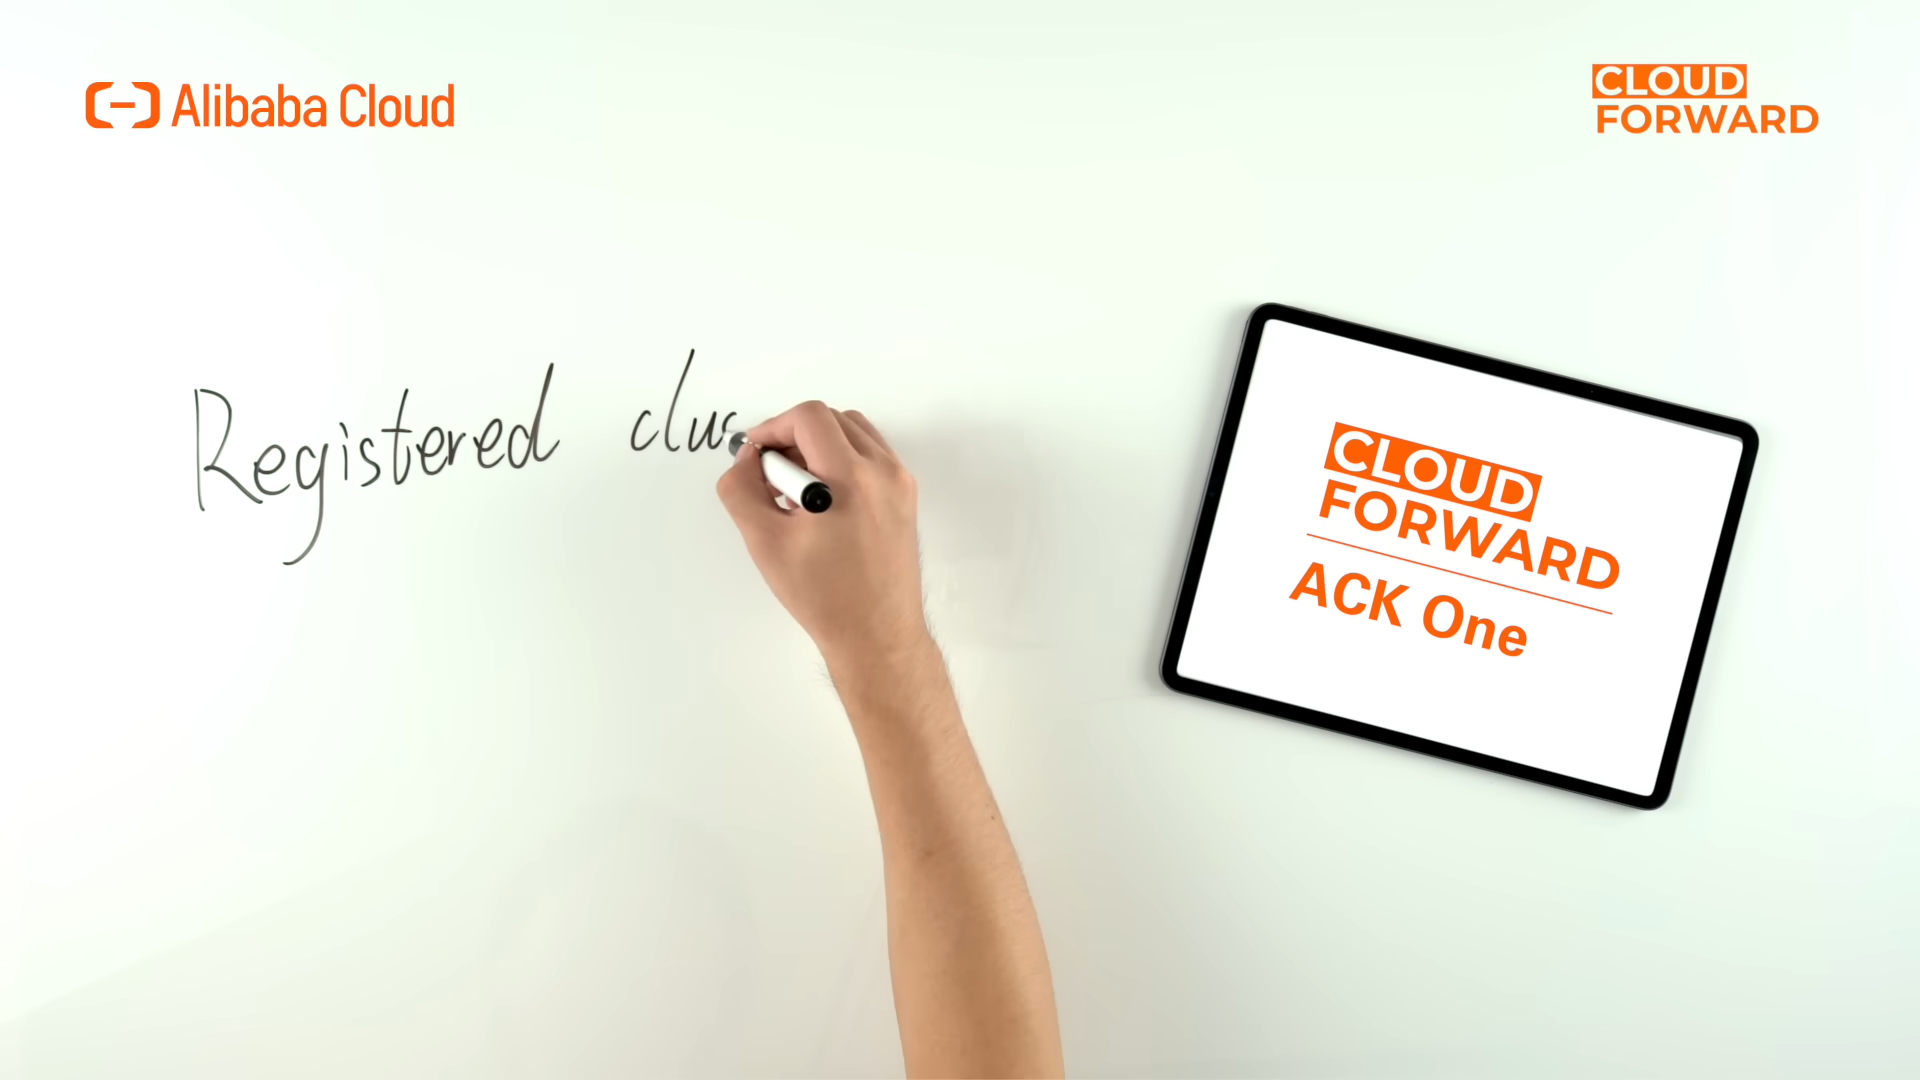 Alibaba Cloud
CLOUD
FORWARD
Registered clus
CLOUD
FORWARD
ACK One